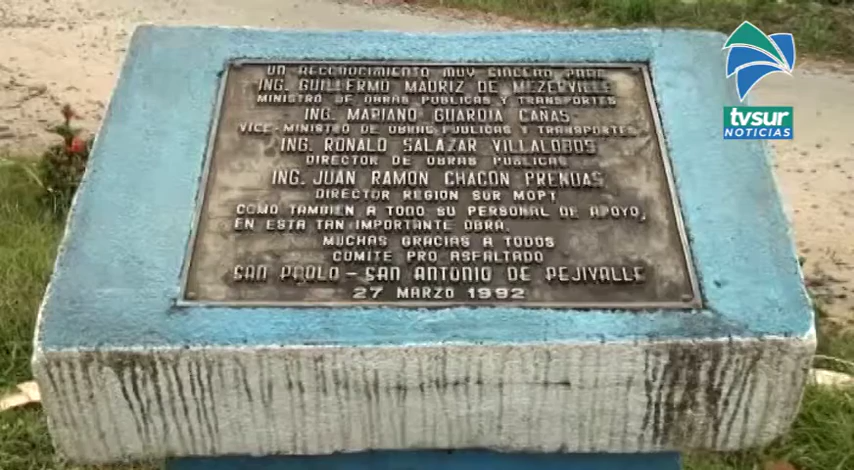 UN RECONOCIMIENTO MUY SINCERO PARA
ING. GUILLERMO MADRIZ DE MEZERVILLE
MINISTRO DE OBRAS PUBLICAS Y TRANSPORTES
ING. MARIANO GUARDIA CAÑAS
VICE-MINISTRO DE OBRAS PUBLICAS Y TRANSPORTES
ING. RONALD SALAZAR VILLALOBOS
DIRECTOR DE OBRAS PUBLICAS
ING. JUAN RAMON CHACON PRENDAS
DIRECTOR REGION SUR MOPT
COMO TAMBIEN A TODO SU PERSONAL DE APOYO,
EN ESTA TAN IMPORTANTE OBRA.
MUCHAS GRACIAS A TODOS
COMITE PRO ASFALTADO
SAN PABLO - SAN ANTONIO DE PEJIVALLE
27 MARZO 1992
tvsur
NOTICIAS